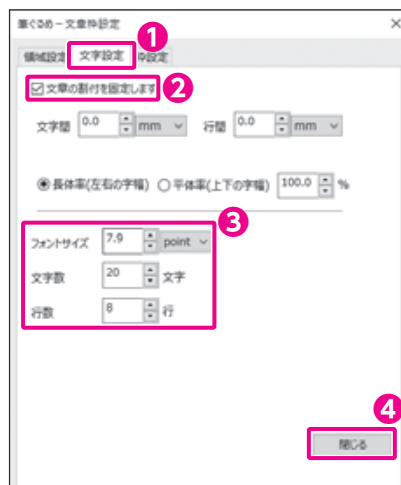 筆ぐるめ - 文章枠設定 ×
1
領域設定 文字設定 枠設定
文章の割付を固定します 2
文字間 0.0 mm 行間 0.0 mm
長体率(左右の字幅) 平体率(上下の字幅) 100.0 %
3
フォントサイズ 7.9 point
文字数 20 文字
行数 8 行
4
閉じる